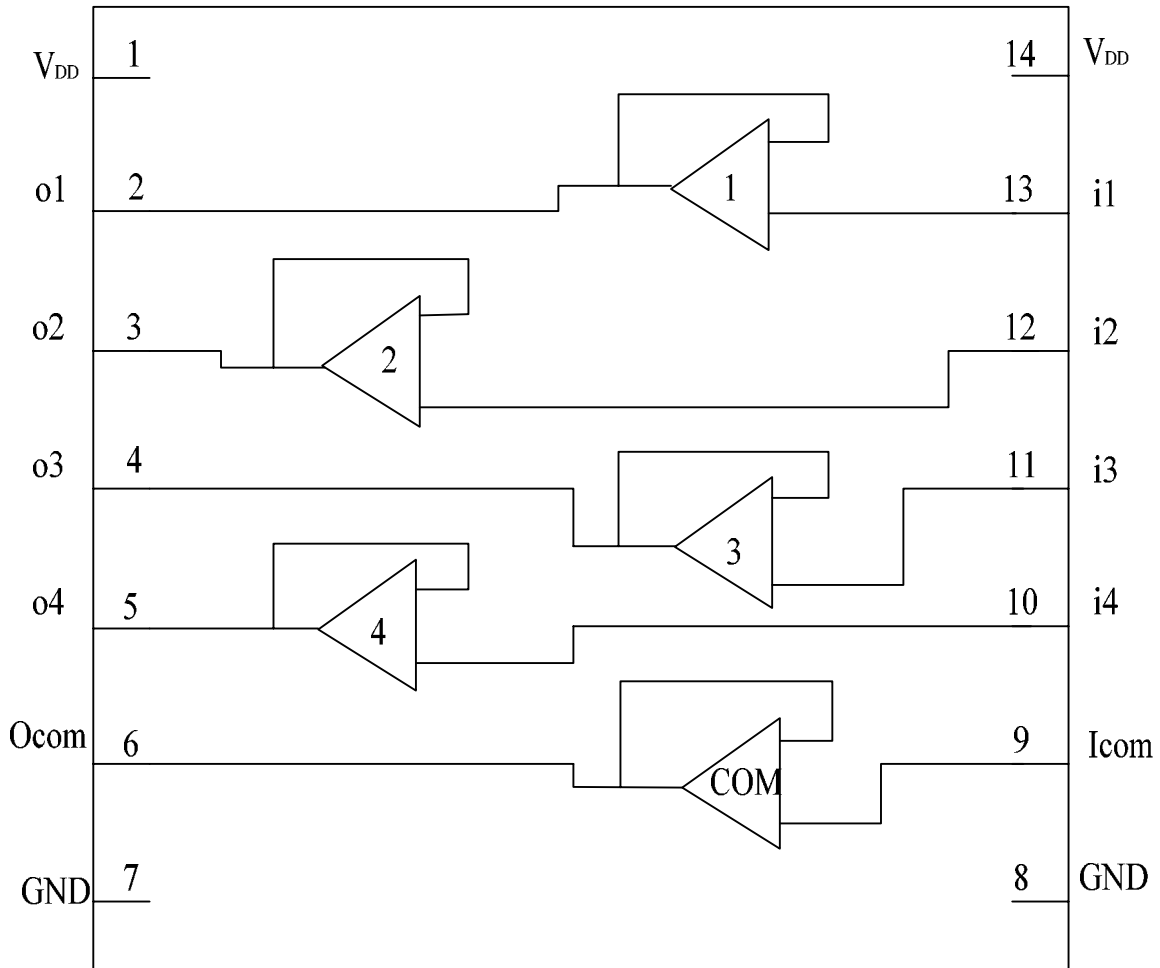 VDD 1 14 VDD
1
o1 2 13 i1
o2 3 2 12 i2
o3 4 11 i3
3
o4 5 4 10 i4
Ocom 6 9 Icom
COM
GND 7 8 GND